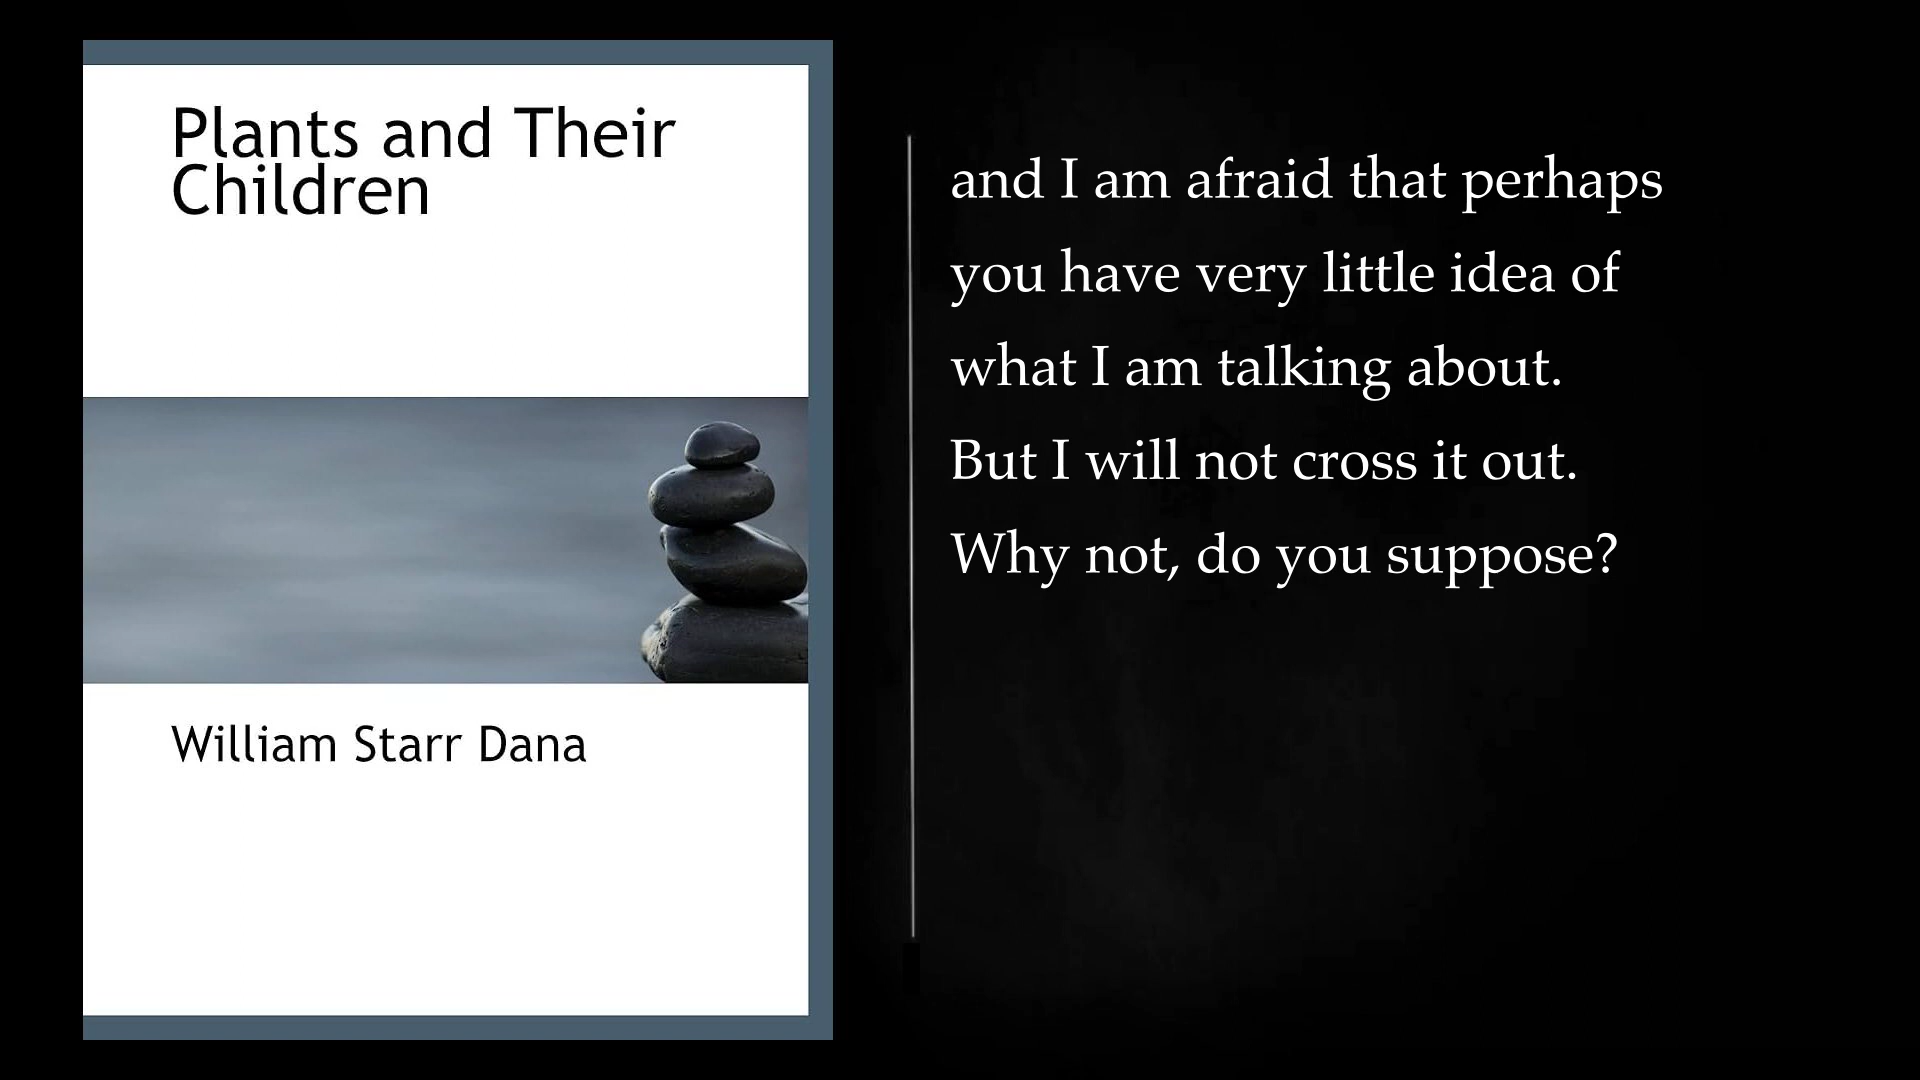 Plants and Their
Children
William Starr Dana
and I am afraid that perhaps
you have very little idea of
what I am talking about.
But I will not cross it out.
Why not, do you suppose?